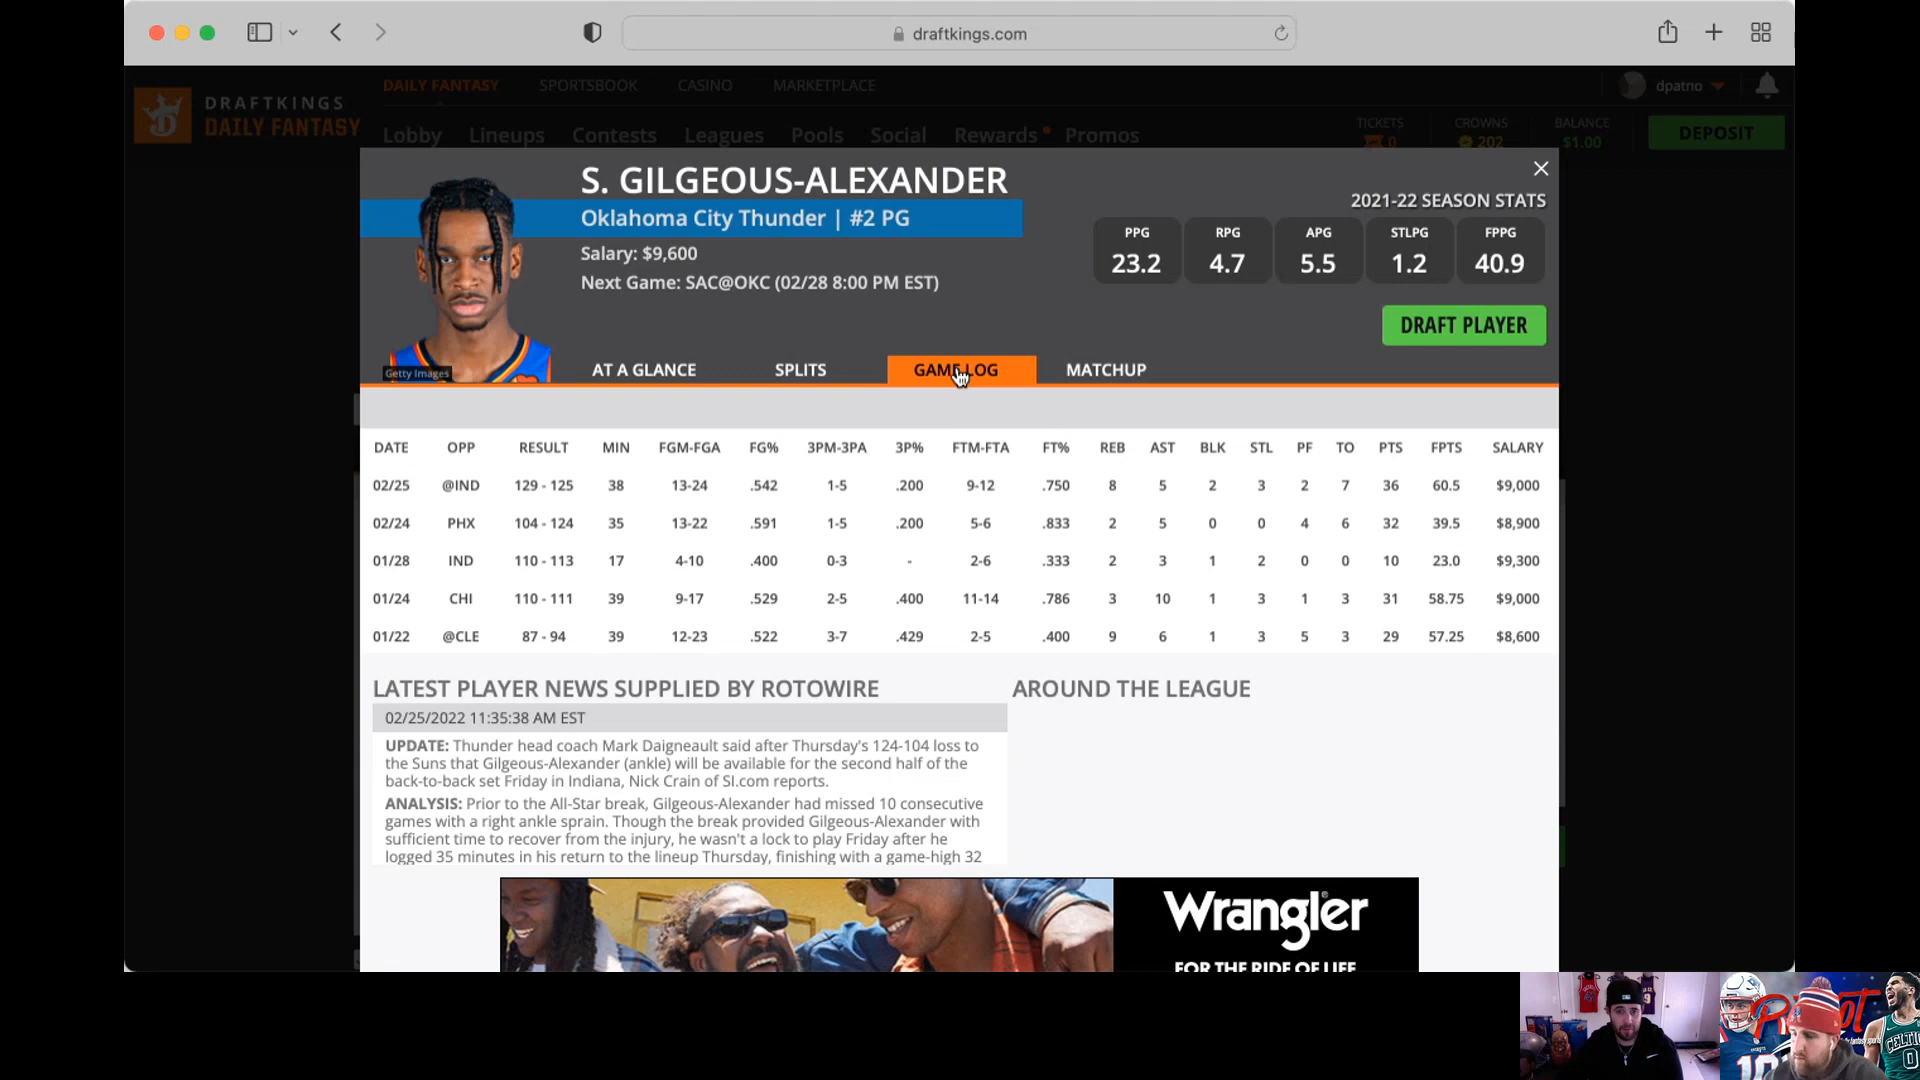 draftkings.com
DRAFTKINGS
DAILY FANTASY
DAILY FANTASY SPORTSBOOK CASINO MARKETPLACE
dpatno
Lobby Lineups Contests Leagues Pools Social Rewards Promos
TICKETS CROWNS BALANCE
0 202 $1.00
DEPOSIT
S. GILGEOUS-ALEXANDER
Oklahoma City Thunder | #2 PG
Salary: $9,600
Next Game: SAC@OKC (02/28 8:00 PM EST)
Getty Images
2021-22 SEASON STATS
PPG RPG APG STLPG FPPG
23.2 4.7 5.5 1.2 40.9
DRAFT PLAYER
AT A GLANCE SPLITS GAME LOG MATCHUP
DATE OPP RESULT MIN FGM-FGA FG% 3PM-3PA 3P% FTM-FTA FT% REB AST BLK STL PF TO PTS FPTS SALARY
02/25 @IND 129 - 125 38 13-24 .542 1-5 .200 9-12 .750 8 5 2 3 2 7 36 60.5 $9,000
02/24 PHX 104 - 124 35 13-22 .591 1-5 .200 5-6 .833 2 5 0 0 4 6 32 39.5 $8,900
01/28 IND 110 - 113 17 4-10 .400 0-3 - 2-6 .333 2 3 1 2 0 0 10 23.0 $9,300
01/24 CHI 110 - 111 39 9-17 .529 2-5 .400 11-14 .786 3 10 1 3 1 3 31 58.75 $9,000
01/22 @CLE 87 - 94 39 12-23 .522 3-7 .429 2-5 .400 9 6 1 3 5 3 29 57.25 $8,600
LATEST PLAYER NEWS SUPPLIED BY ROTOWIRE
AROUND THE LEAGUE
02/25/2022 11:35:38 AM EST
UPDATE: Thunder head coach Mark Daigneault said after Thursday's 124-104 loss to
the Suns that Gilgeous-Alexander (ankle) will be available for the second half of the
back-to-back set Friday in Indiana, Nick Crain of SI.com reports.
ANALYSIS: Prior to the All-Star break, Gilgeous-Alexander had missed 10 consecutive
games with a right ankle sprain. Though the break provided Gilgeous-Alexander with
sufficient time to recover from the injury, he wasn't a lock to play Friday after he
logged 35 minutes in his return to the lineup Thursday, finishing with a game-high 32
Wrangler
FOR THE RIDE OF LIFE